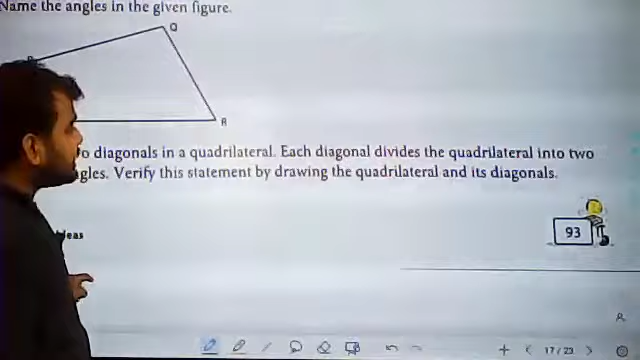 Name the angles in the given figure.
Q
R
o diagonals in a quadrilateral. Each diagonal divides the quadrilateral into two
gles. Verify this statement by drawing the quadrilateral and its diagonals.
93
17/23